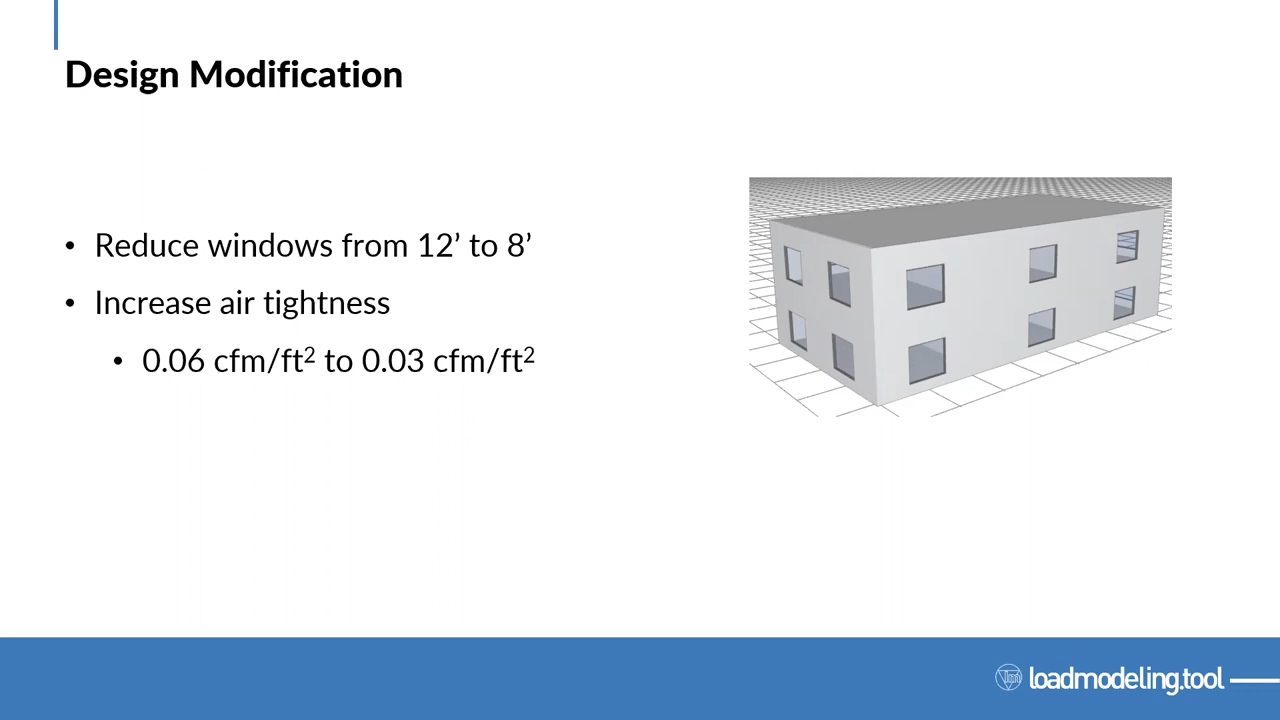 Design Modification
• Reduce windows from 12’ to 8’
• Increase air tightness
• 0.06 cfm/ft² to 0.03 cfm/ft²
loadmodeling.tool